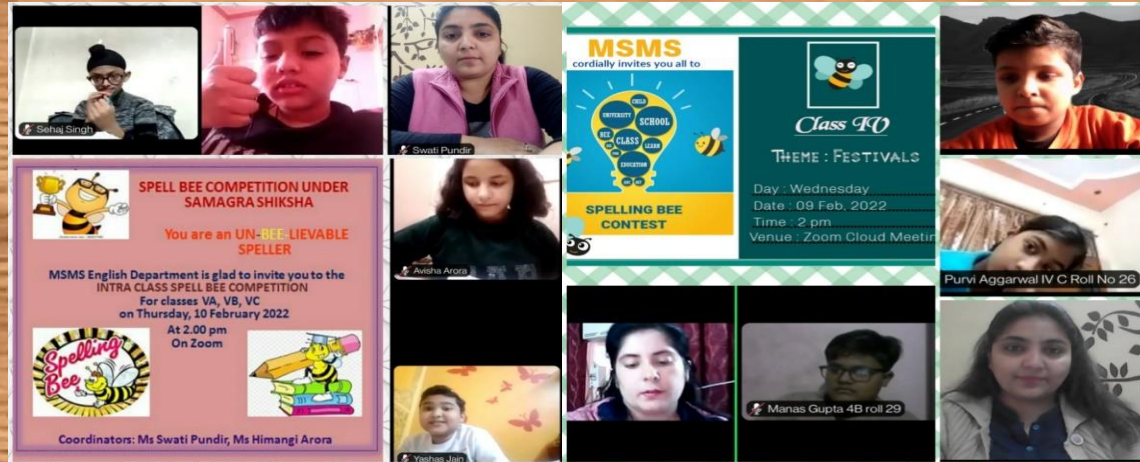 Sehaj Singh
Swati Pundir
SPELL BEE COMPETITION UNDER
SAMAGRA SHIKSHA
You are an UN-BEE-LIEVABLE
SPELLER
MSMS English Department is glad to invite you to the
INTRA CLASS SPELL BEE COMPETITION
For classes VA, VB, VC
on Thursday, 10 February 2022
At 2.00 pm
On Zoom
Spelling
Bee
Coordinators: Ms Swati Pundir, Ms Himangi Arora
Avisha Arora
Yashas Jain
MSMS
cordially invites you all to
CHILD
UNIVERSITY
SCHOOL
BEE
CLASS
LEARN
EDUCATION
SPELLING BEE
CONTEST
Class IV
THEME : FESTIVALS
Day : Wednesday
Date : 09 Feb, 2022
Time : 2 pm
Venue : Zoom Cloud Meetin
Purvi Aggarwal IV C Roll No 26
Manas Gupta 4B roll 29